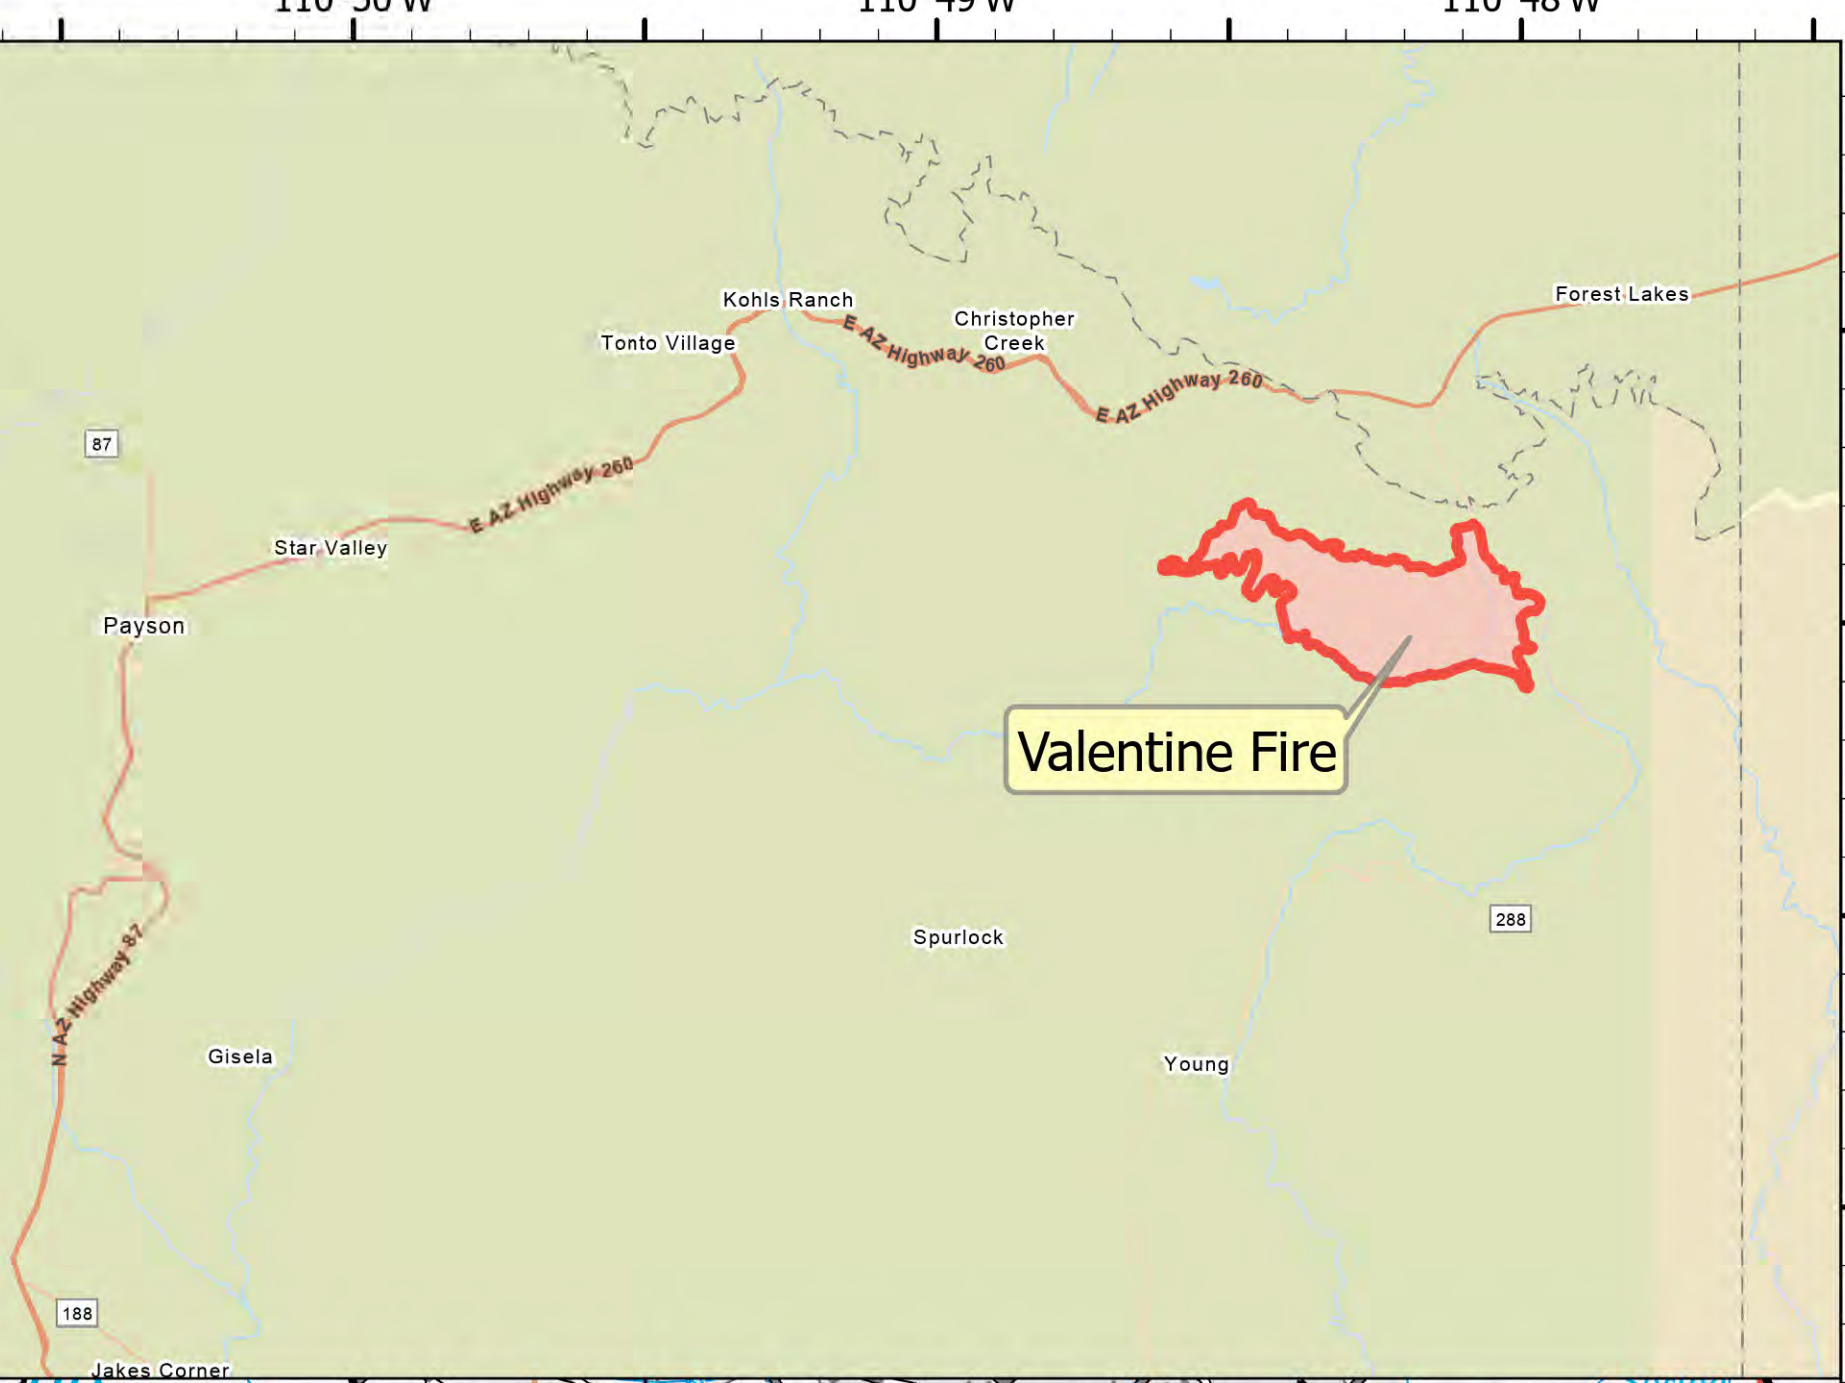 110°50'W
110°49'W
110°48'W
Kohls Ranch
Forest Lakes
Christopher
Creek
Tonto Village
E AZ Highway 260
E AZ Highway 260
E AZ Highway 260
87
Star Valley
Payson
Valentine Fire
288
Spurlock
N AZ Highway 87
Gisela
Young
188
Jakes Corner